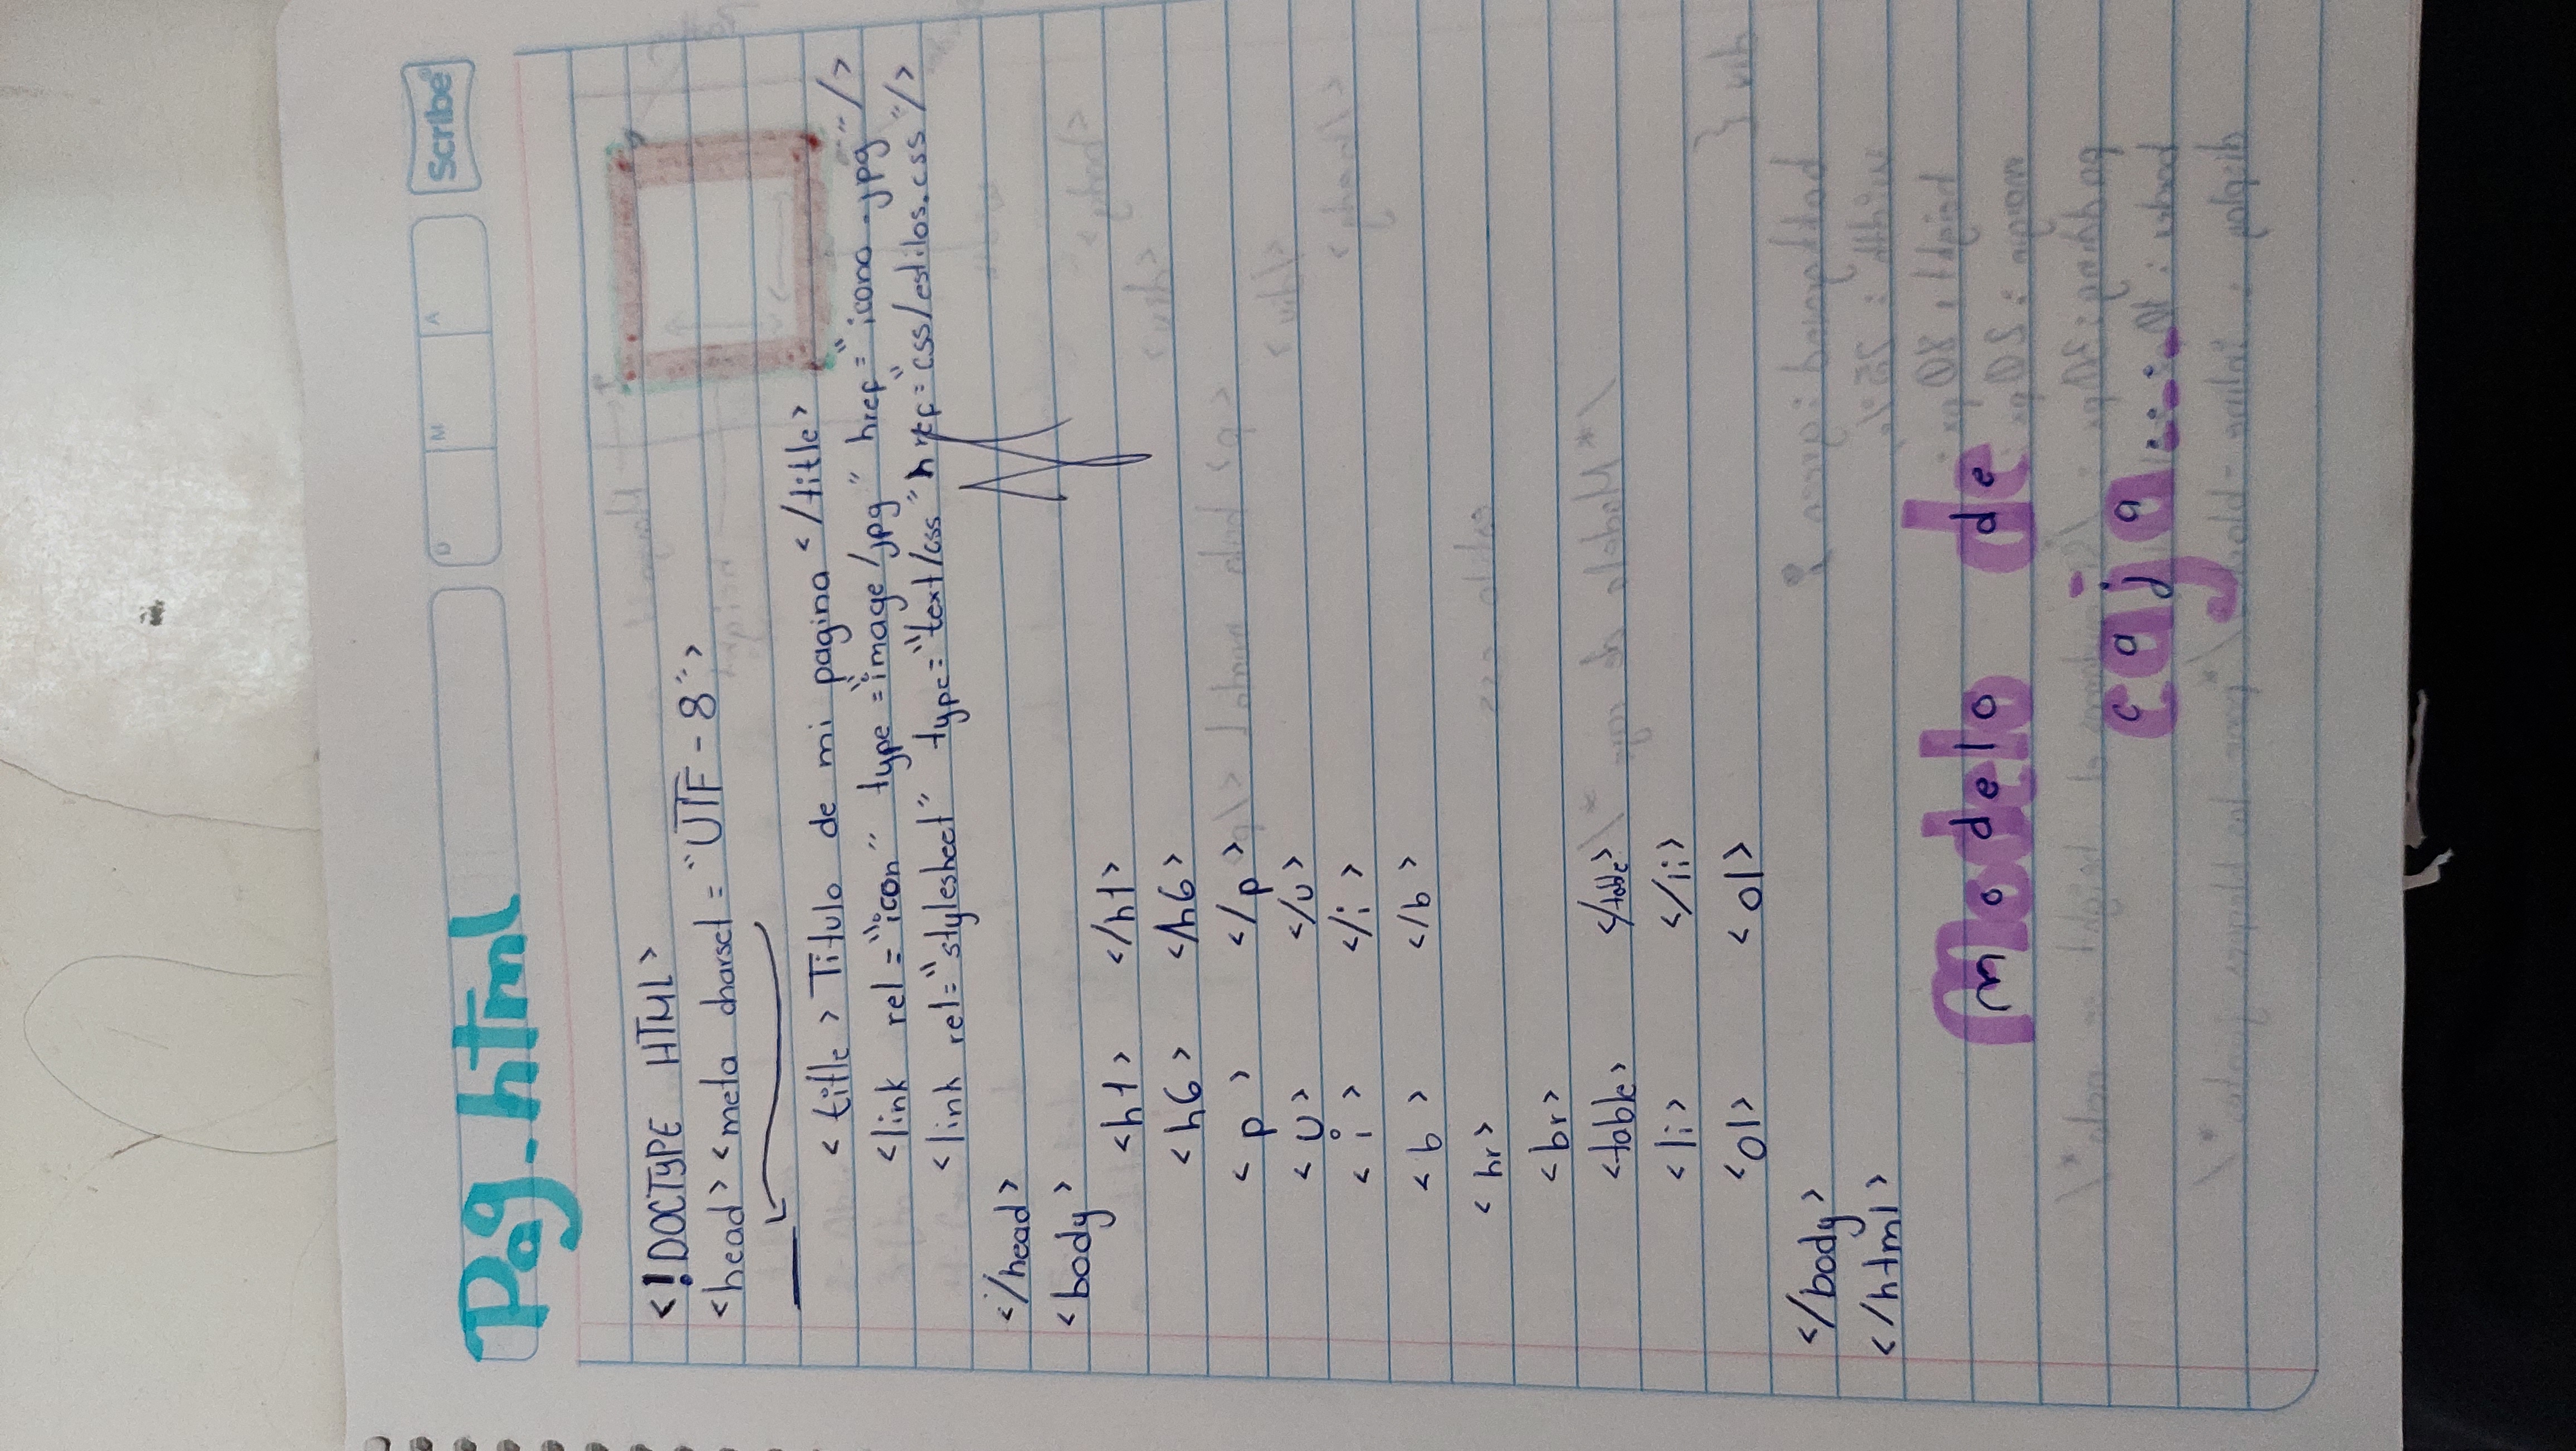 Scribe
D M A
Pag.html
<!DOCTYPE HTML>
<head> <meta charset = "UTF-8">
<title> Titulo de mi pagina </title>
<link rel="icon" type="image/jpg" href="icono.jpg"/>
<link rel="stylesheet" type="text/css" href="css/estilos.css"/>
</head>
<body>
<h1> </h1>
<h6> </h6>
<p> </p>
<u> </u>
<i> </i>
<b> </b>
<hr>
<br>
<table> </table>
<li> </li>
<ol> <ol>
</body>
</html>
Modelo de
caja...